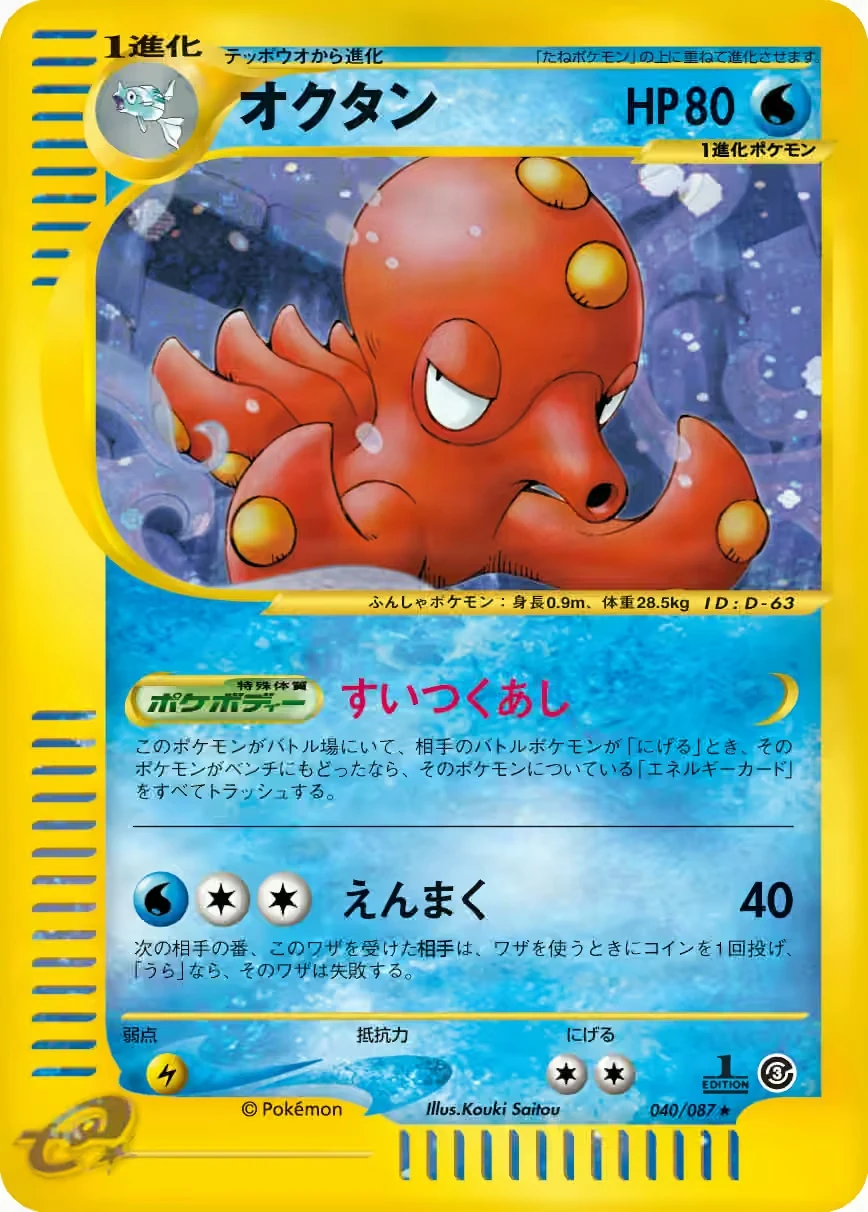 1進化
テッポウオから進化
「たねポケモン」の上に重ねて進化させます。
オクタン
HP80
1進化ポケモン
ふんしゃポケモン：身長0.9m、体重28.5kg ID:D-63
特殊体質
ポケボディー
すいつくあし
このポケモンがバトル場にいて、相手のバトルポケモンが「にげる」とき、その
ポケモンがベンチにもどったなら、そのポケモンについている「エネルギーカード」
をすべてトラッシュする。
えんまく
40
次の相手の番、このワザを受けた相手は、ワザを使うときにコインを1回投げ、
「うら」なら、そのワザは失敗する。
弱点
抵抗力
にげる
1
EDITION
3
© Pokémon
Illus.Kouki Saitou
040/087★
e